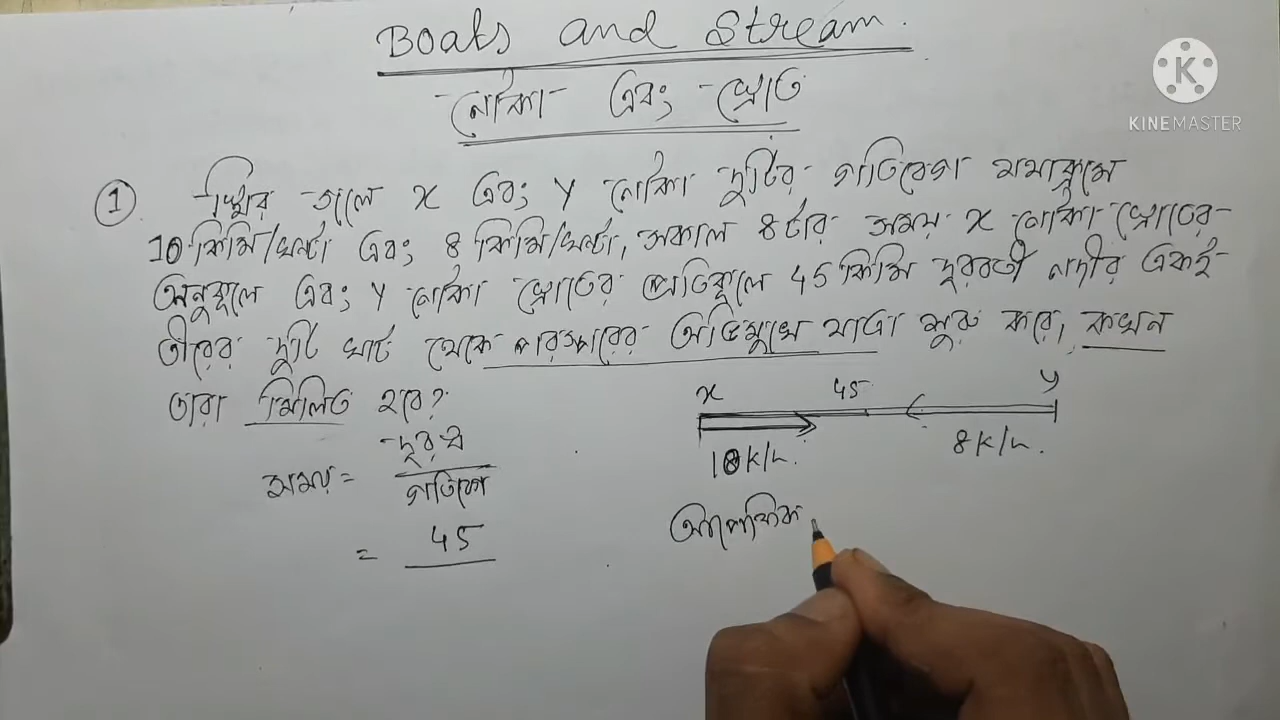 Boats and Stream.
নৌকা এবং স্রোত
KINEMASTER
① স্থির জলে x এবং y নৌকা দুটির গতিবেগ যথাক্রমে
10 কিমি/ঘন্টা এবং 8 কিমি/ঘন্টা, সকাল 8 টার সময় x নৌকা স্রোতের
অনুকূলে এবং y নৌকা স্রোতের প্রতিকূলে 45 কিমি দূরবর্তী নদীর একই
তীরের দুটি ঘাট থেকে পরস্পরের অভিমুখে যাত্রা শুরু করে, কখন
তারা মিলিত হবে?
x 45 y
10k/h. 8k/h.
সময় = দূরত্ব
গতিবেগ
= 45
আপেক্ষিক